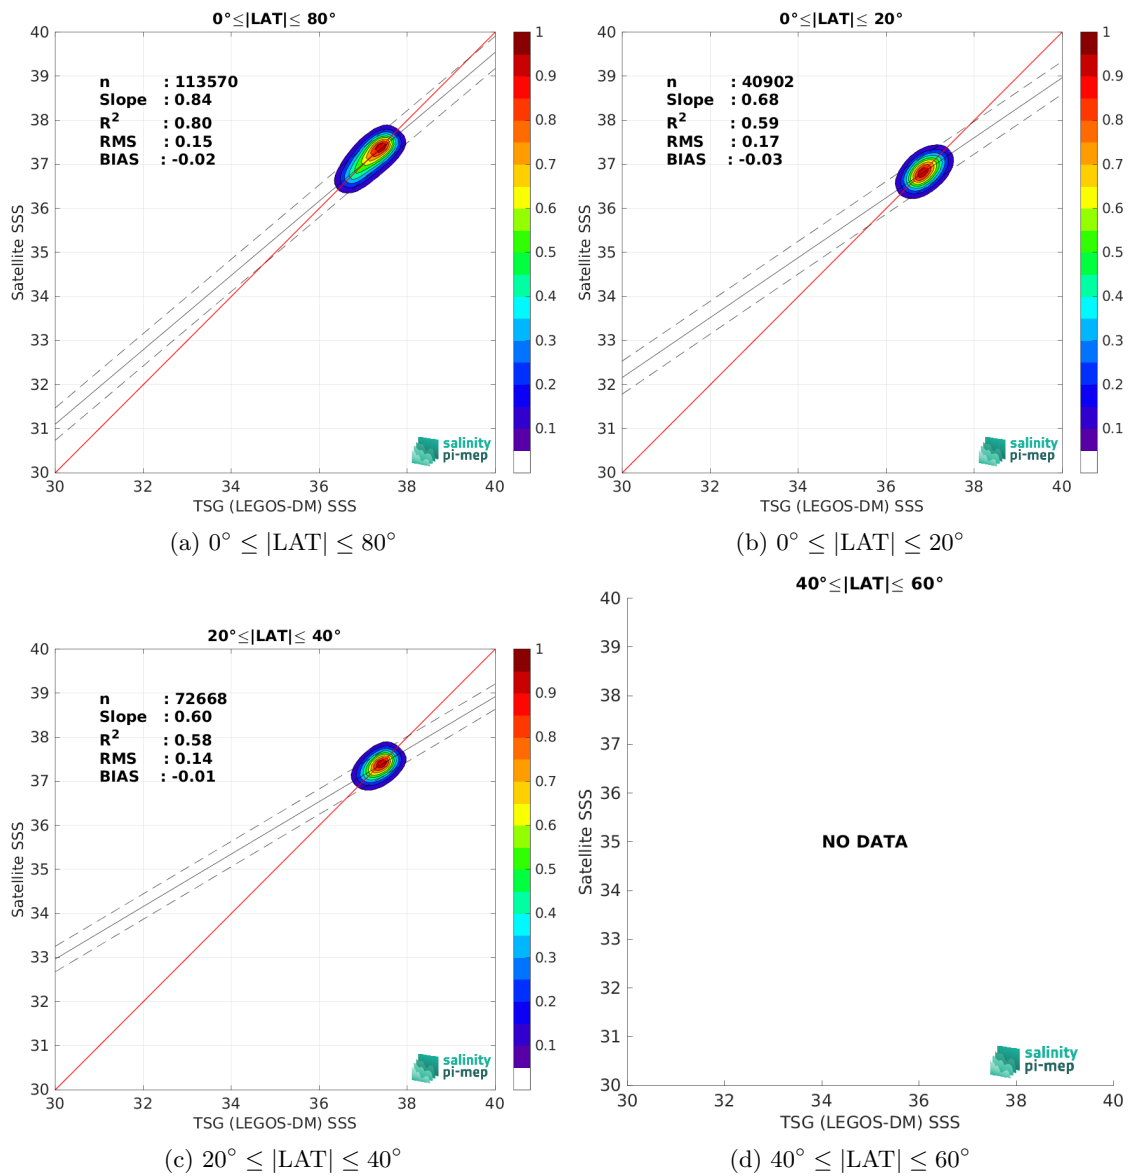 0°≤|LAT|≤ 80°
40
39
38
37
36
35
34
33
32
31
30
Satellite SSS
n : 113570
Slope : 0.84
R2 : 0.80
RMS : 0.15
BIAS : -0.02
salinity
pi-mep
30 32 34 36 38 40
TSG (LEGOS-DM) SSS
1
0.9
0.8
0.7
0.6
0.5
0.4
0.3
0.2
0.1
(a) 0° ≤ |LAT| ≤ 80°
0°≤|LAT|≤ 20°
40
39
38
37
36
35
34
33
32
31
30
Satellite SSS
n : 40902
Slope : 0.68
R2 : 0.59
RMS : 0.17
BIAS : -0.03
salinity
pi-mep
30 32 34 36 38 40
TSG (LEGOS-DM) SSS
1
0.9
0.8
0.7
0.6
0.5
0.4
0.3
0.2
0.1
(b) 0° ≤ |LAT| ≤ 20°
20°≤|LAT|≤ 40°
40
39
38
37
36
35
34
33
32
31
30
Satellite SSS
n : 72668
Slope : 0.60
R2 : 0.58
RMS : 0.14
BIAS : -0.01
salinity
pi-mep
30 32 34 36 38 40
TSG (LEGOS-DM) SSS
1
0.9
0.8
0.7
0.6
0.5
0.4
0.3
0.2
0.1
(c) 20° ≤ |LAT| ≤ 40°
40°≤|LAT|≤ 60°
40
39
38
37
36
35
34
33
32
31
30
Satellite SSS
NO DATA
salinity
pi-mep
30 32 34 36 38 40
TSG (LEGOS-DM) SSS
(d) 40° ≤ |LAT| ≤ 60°